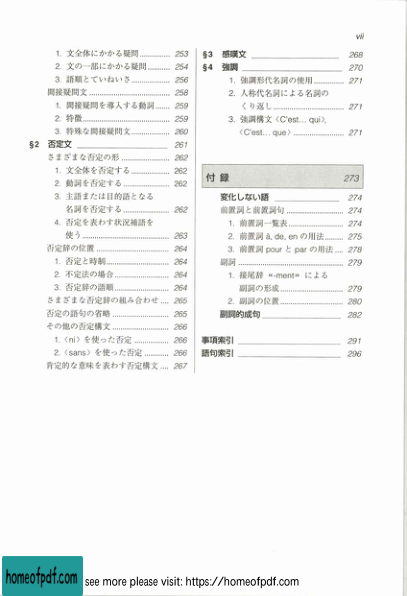 vii
1. 文全体にかかる疑問 ............... 253
2. 文の一部にかかる疑問 ........... 254
3. 語順とていねいさ ................... 256
間接疑問文 ................................... 258
1. 間接疑問を導入する動詞 ....... 259
2. 特徴 ....................................... 259
3. 特殊な間接疑問文 ................... 260
§2 否定文 261
さまざまな否定の形 ....................... 262
1. 文全体を否定する ................... 262
2. 動詞を否定する ....................... 262
3. 主語または目的語となる
名詞を否定する ....................... 262
4. 否定を表わす状況補語を
使う ....................................... 263
否定辞の位置 ............................... 264
1. 否定と時制 ........................... 264
2. 不定法の場合 ....................... 264
3. 否定辞の語順 ....................... 264
さまざまな否定辞の組み合わせ .... 265
否定の語句の省略 ....................... 265
その他の否定構文 ....................... 266
1.〈ni〉を使った否定 ............... 266
2.〈sans〉を使った否定 ........... 266
肯定的な意味を表わす否定構文 .... 267
§3 感嘆文 268
§4 強調 270
1. 強調形代名詞の使用 ........... 271
2. 人称代名詞による名詞の
くり返し ............................... 271
3. 強調構文〈C'est... qui〉,
〈C'est... que〉 ....................... 271
付 録 273
変化しない語 274
前置詞と前置詞句 ....................... 274
1. 前置詞一覧表 ....................... 274
2. 前置詞 à, de, en の用法 ........ 275
3. 前置詞 pour と par の用法 .... 278
副詞 ........................................... 279
1. 接尾辞 «-ment» による
副詞の形成 ........................... 279
2. 副詞の位置 ........................... 280
副詞的成句 282
事項索引 291
語句索引 296
homeofpdf.com see more please visit: https://homeofpdf.com